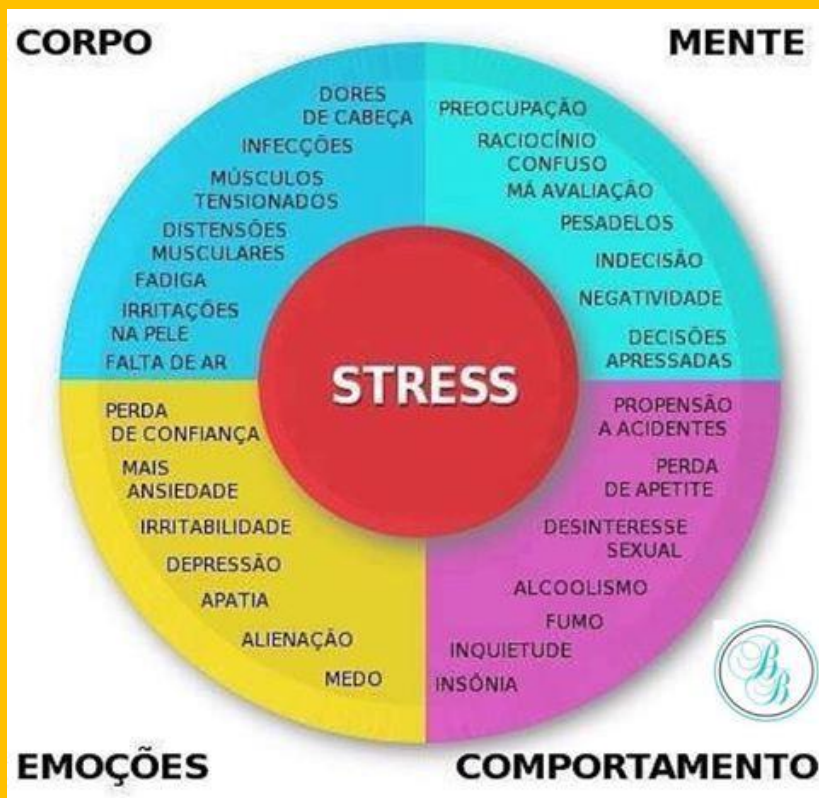 CORPO
MENTE
DORES
DE CABEÇA
INFECÇÕES
MÚSCULOS
TENSIONADOS
DISTENSÕES
MUSCULARES
FADIGA
IRRITAÇÕES
NA PELE
FALTA DE AR
PREOCUPAÇÃO
RACIOCÍNIO
CONFUSO
MÁ AVALIAÇÃO
PESADELOS
INDECISÃO
NEGATIVIDADE
DECISÕES
APRESSADAS
STRESS
PERDA
DE CONFIANÇA
MAIS
ANSIEDADE
IRRITABILIDADE
DEPRESSÃO
APATIA
ALIENAÇÃO
MEDO
PROPENSÃO
A ACIDENTES
PERDA
DE APETITE
DESINTERESSE
SEXUAL
ALCOOLISMO
FUMO
INQUIETUDE
INSÔNIA
BB
EMOÇÕES
COMPORTAMENTO